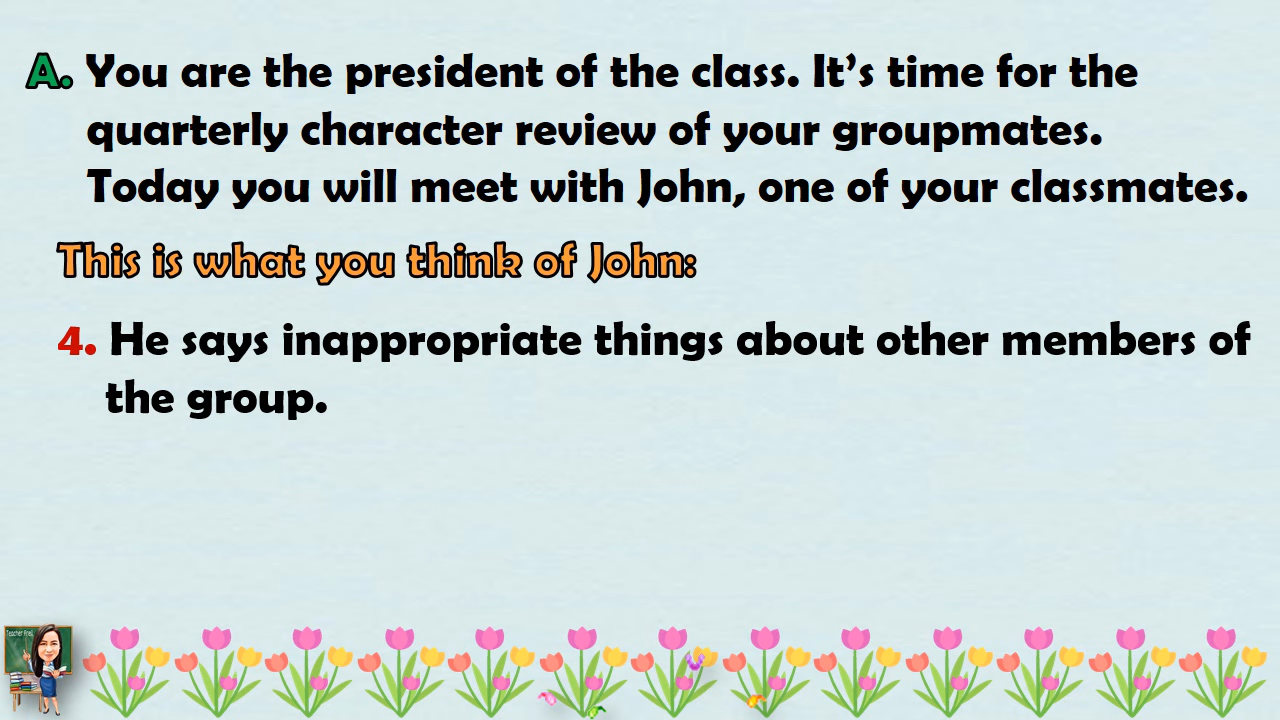 A. You are the president of the class. It’s time for the
quarterly character review of your groupmates.
Today you will meet with John, one of your classmates.
This is what you think of John:
4. He says inappropriate things about other members of
the group.